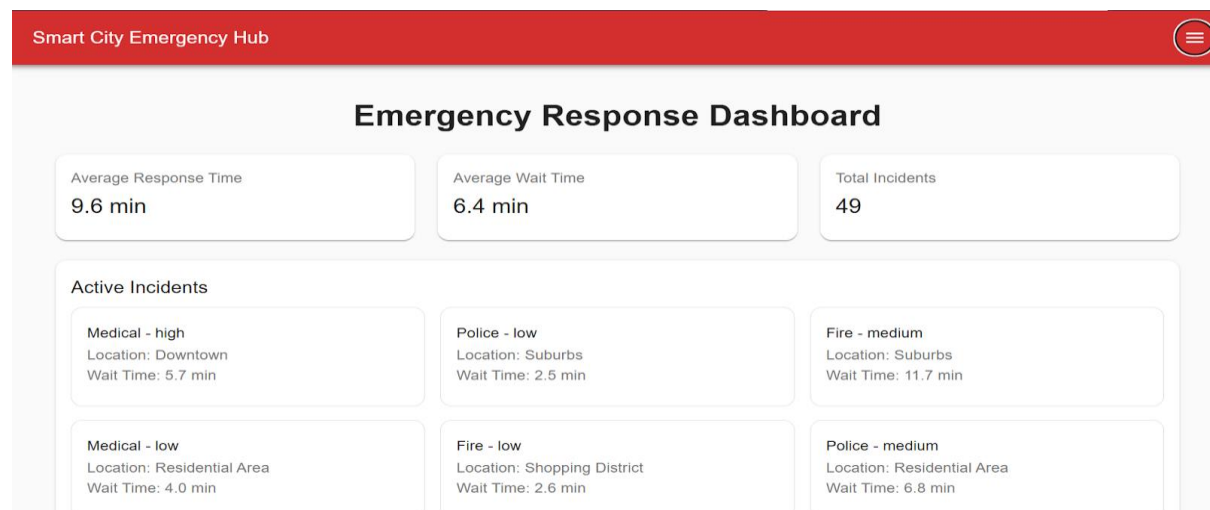 Smart City Emergency Hub
Emergency Response Dashboard
Average Response Time
9.6 min
Average Wait Time
6.4 min
Total Incidents
49
Active Incidents
Medical - high
Location: Downtown
Wait Time: 5.7 min
Police - low
Location: Suburbs
Wait Time: 2.5 min
Fire - medium
Location: Suburbs
Wait Time: 11.7 min
Medical - low
Location: Residential Area
Wait Time: 4.0 min
Fire - low
Location: Shopping District
Wait Time: 2.6 min
Police - medium
Location: Residential Area
Wait Time: 6.8 min